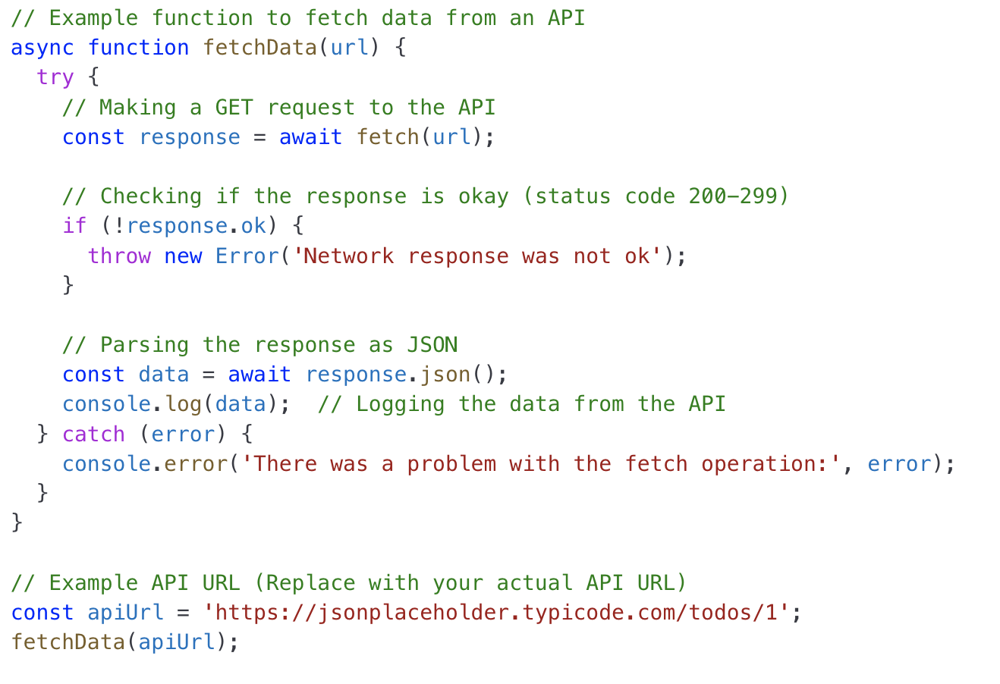 // Example function to fetch data from an API
async function fetchData(url) {
  try {
    // Making a GET request to the API
    const response = await fetch(url);

    // Checking if the response is okay (status code 200–299)
    if (!response.ok) {
      throw new Error('Network response was not ok');
    }

    // Parsing the response as JSON
    const data = await response.json();
    console.log(data);  // Logging the data from the API
  } catch (error) {
    console.error('There was a problem with the fetch operation:', error);
  }
}

// Example API URL (Replace with your actual API URL)
const apiUrl = 'https://jsonplaceholder.typicode.com/todos/1';
fetchData(apiUrl);